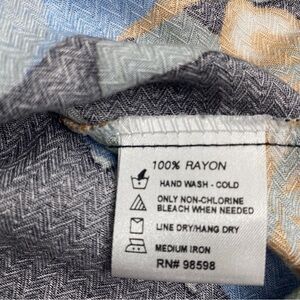 100% RAYON
HAND WASH - COLD
ONLY NON-CHLORINE
BLEACH WHEN NEEDED
LINE DRY/HANG DRY
MEDIUM IRON
RN# 98598